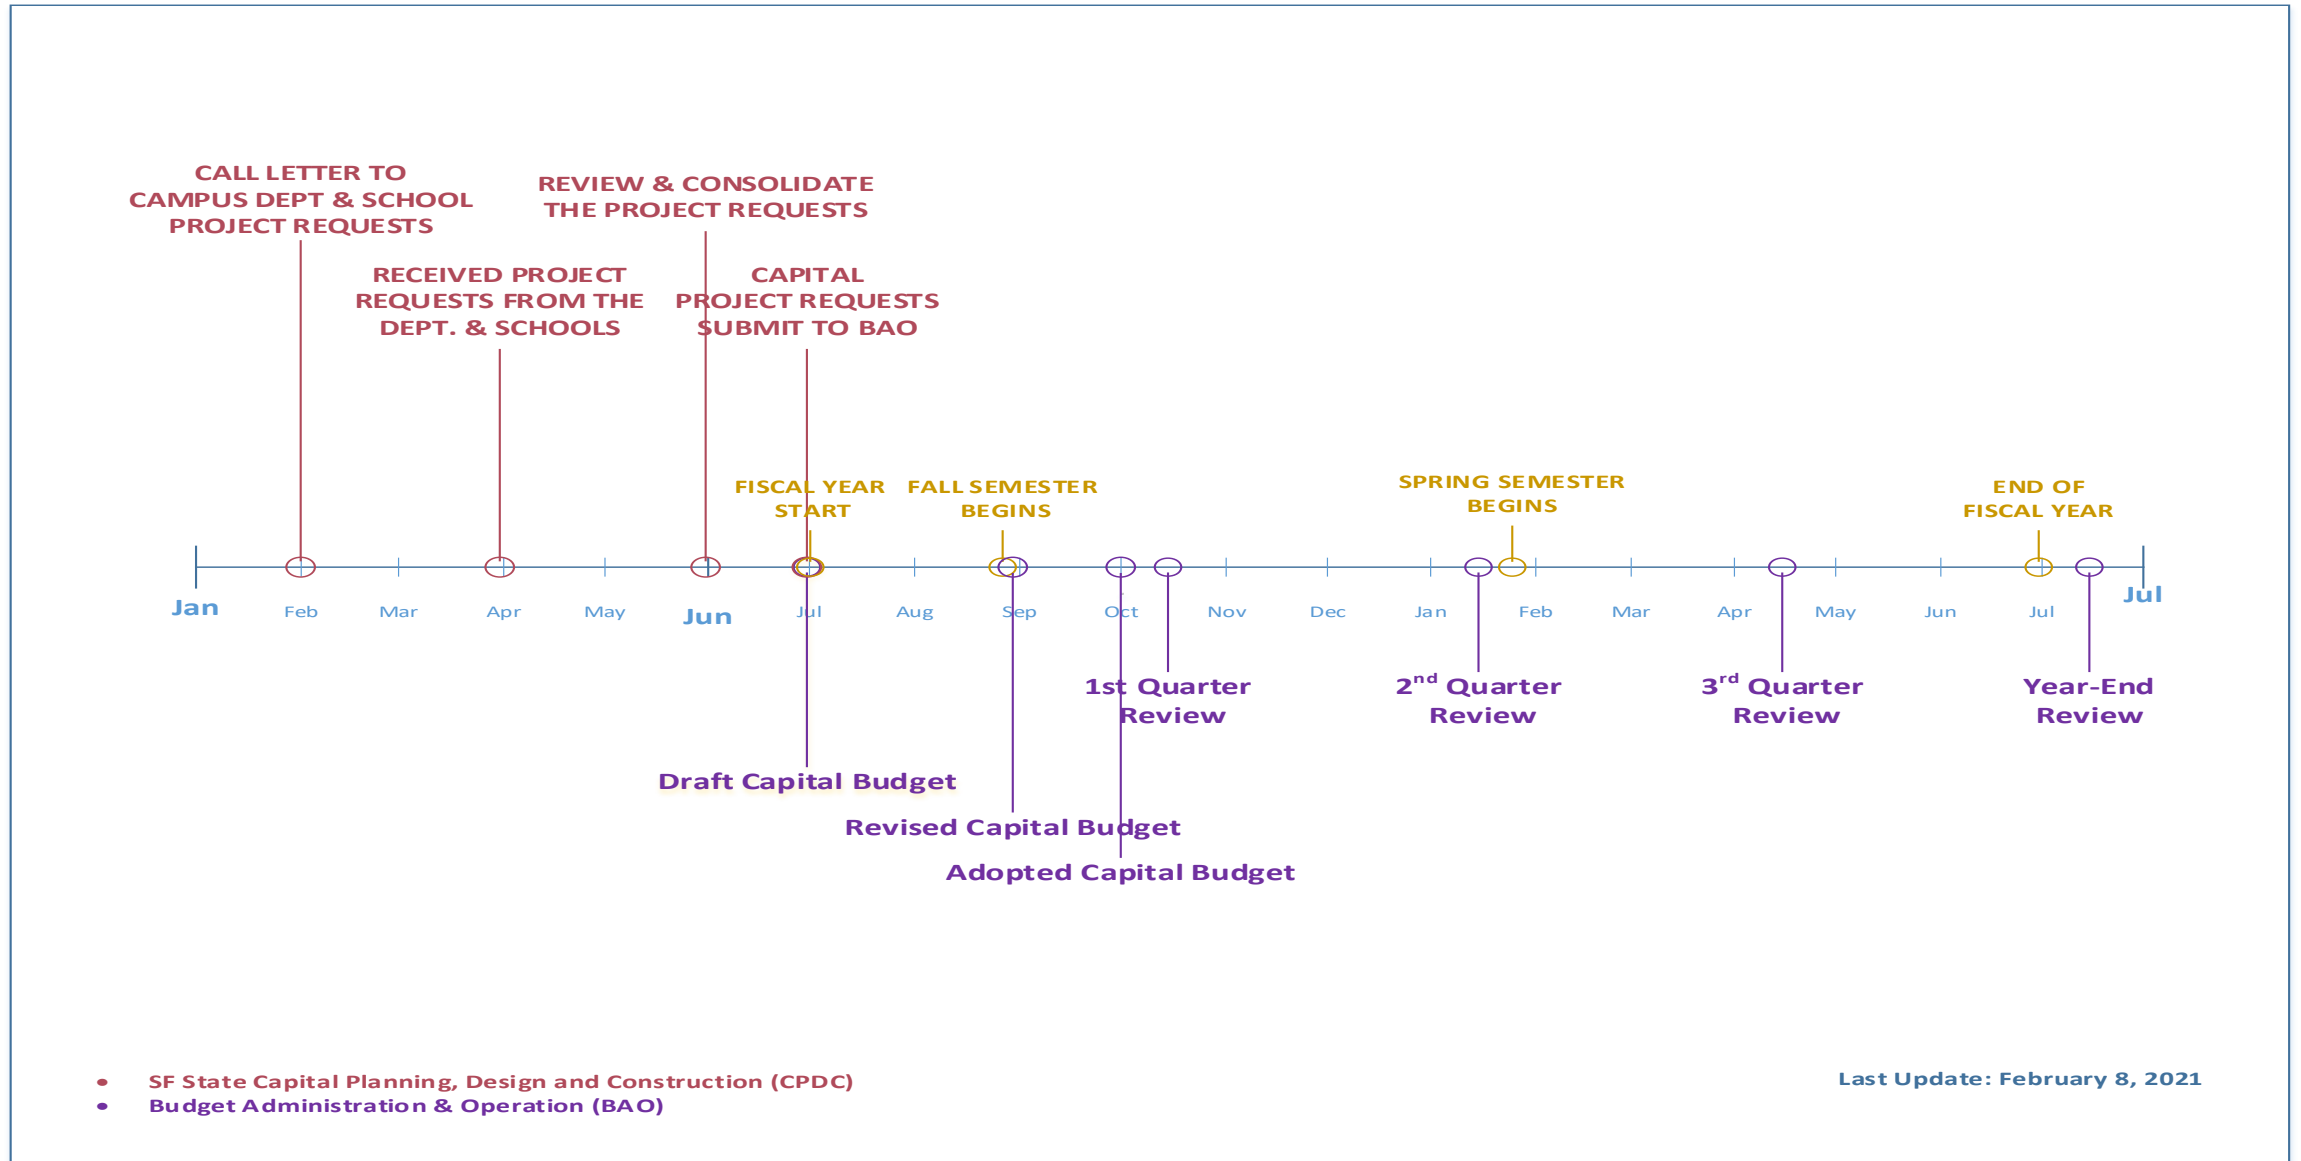 CALL LETTER TO
CAMPUS DEPT & SCHOOL
PROJECT REQUESTS
REVIEW & CONSOLIDATE
THE PROJECT REQUESTS
RECEIVED PROJECT
REQUESTS FROM THE
DEPT. & SCHOOLS
CAPITAL
PROJECT REQUESTS
SUBMIT TO BAO
FISCAL YEAR
START
FALL SEMESTER
BEGINS
SPRING SEMESTER
BEGINS
END OF
FISCAL YEAR
Jan
Feb
Mar
Apr
May
Jun
Jul
Aug
Sep
Oct
Nov
Dec
Jan
Feb
Mar
Apr
May
Jun
Jul
Jul
1st Quarter
Review
2nd Quarter
Review
3rd Quarter
Review
Year-End
Review
Draft Capital Budget
Revised Capital Budget
Adopted Capital Budget
• SF State Capital Planning, Design and Construction (CPDC)
• Budget Administration & Operation (BAO)
Last Update: February 8, 2021